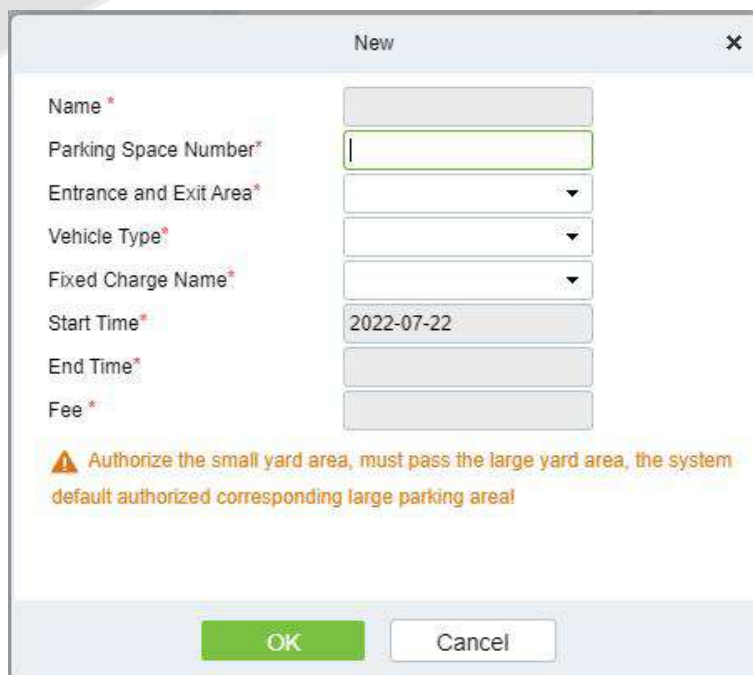 New
Name *
Parking Space Number*
Entrance and Exit Area*
Vehicle Type*
Fixed Charge Name*
Start Time* 2022-07-22
End Time*
Fee *
Authorize the small yard area, must pass the large yard area, the system
default authorized corresponding large parking area!
OK Cancel